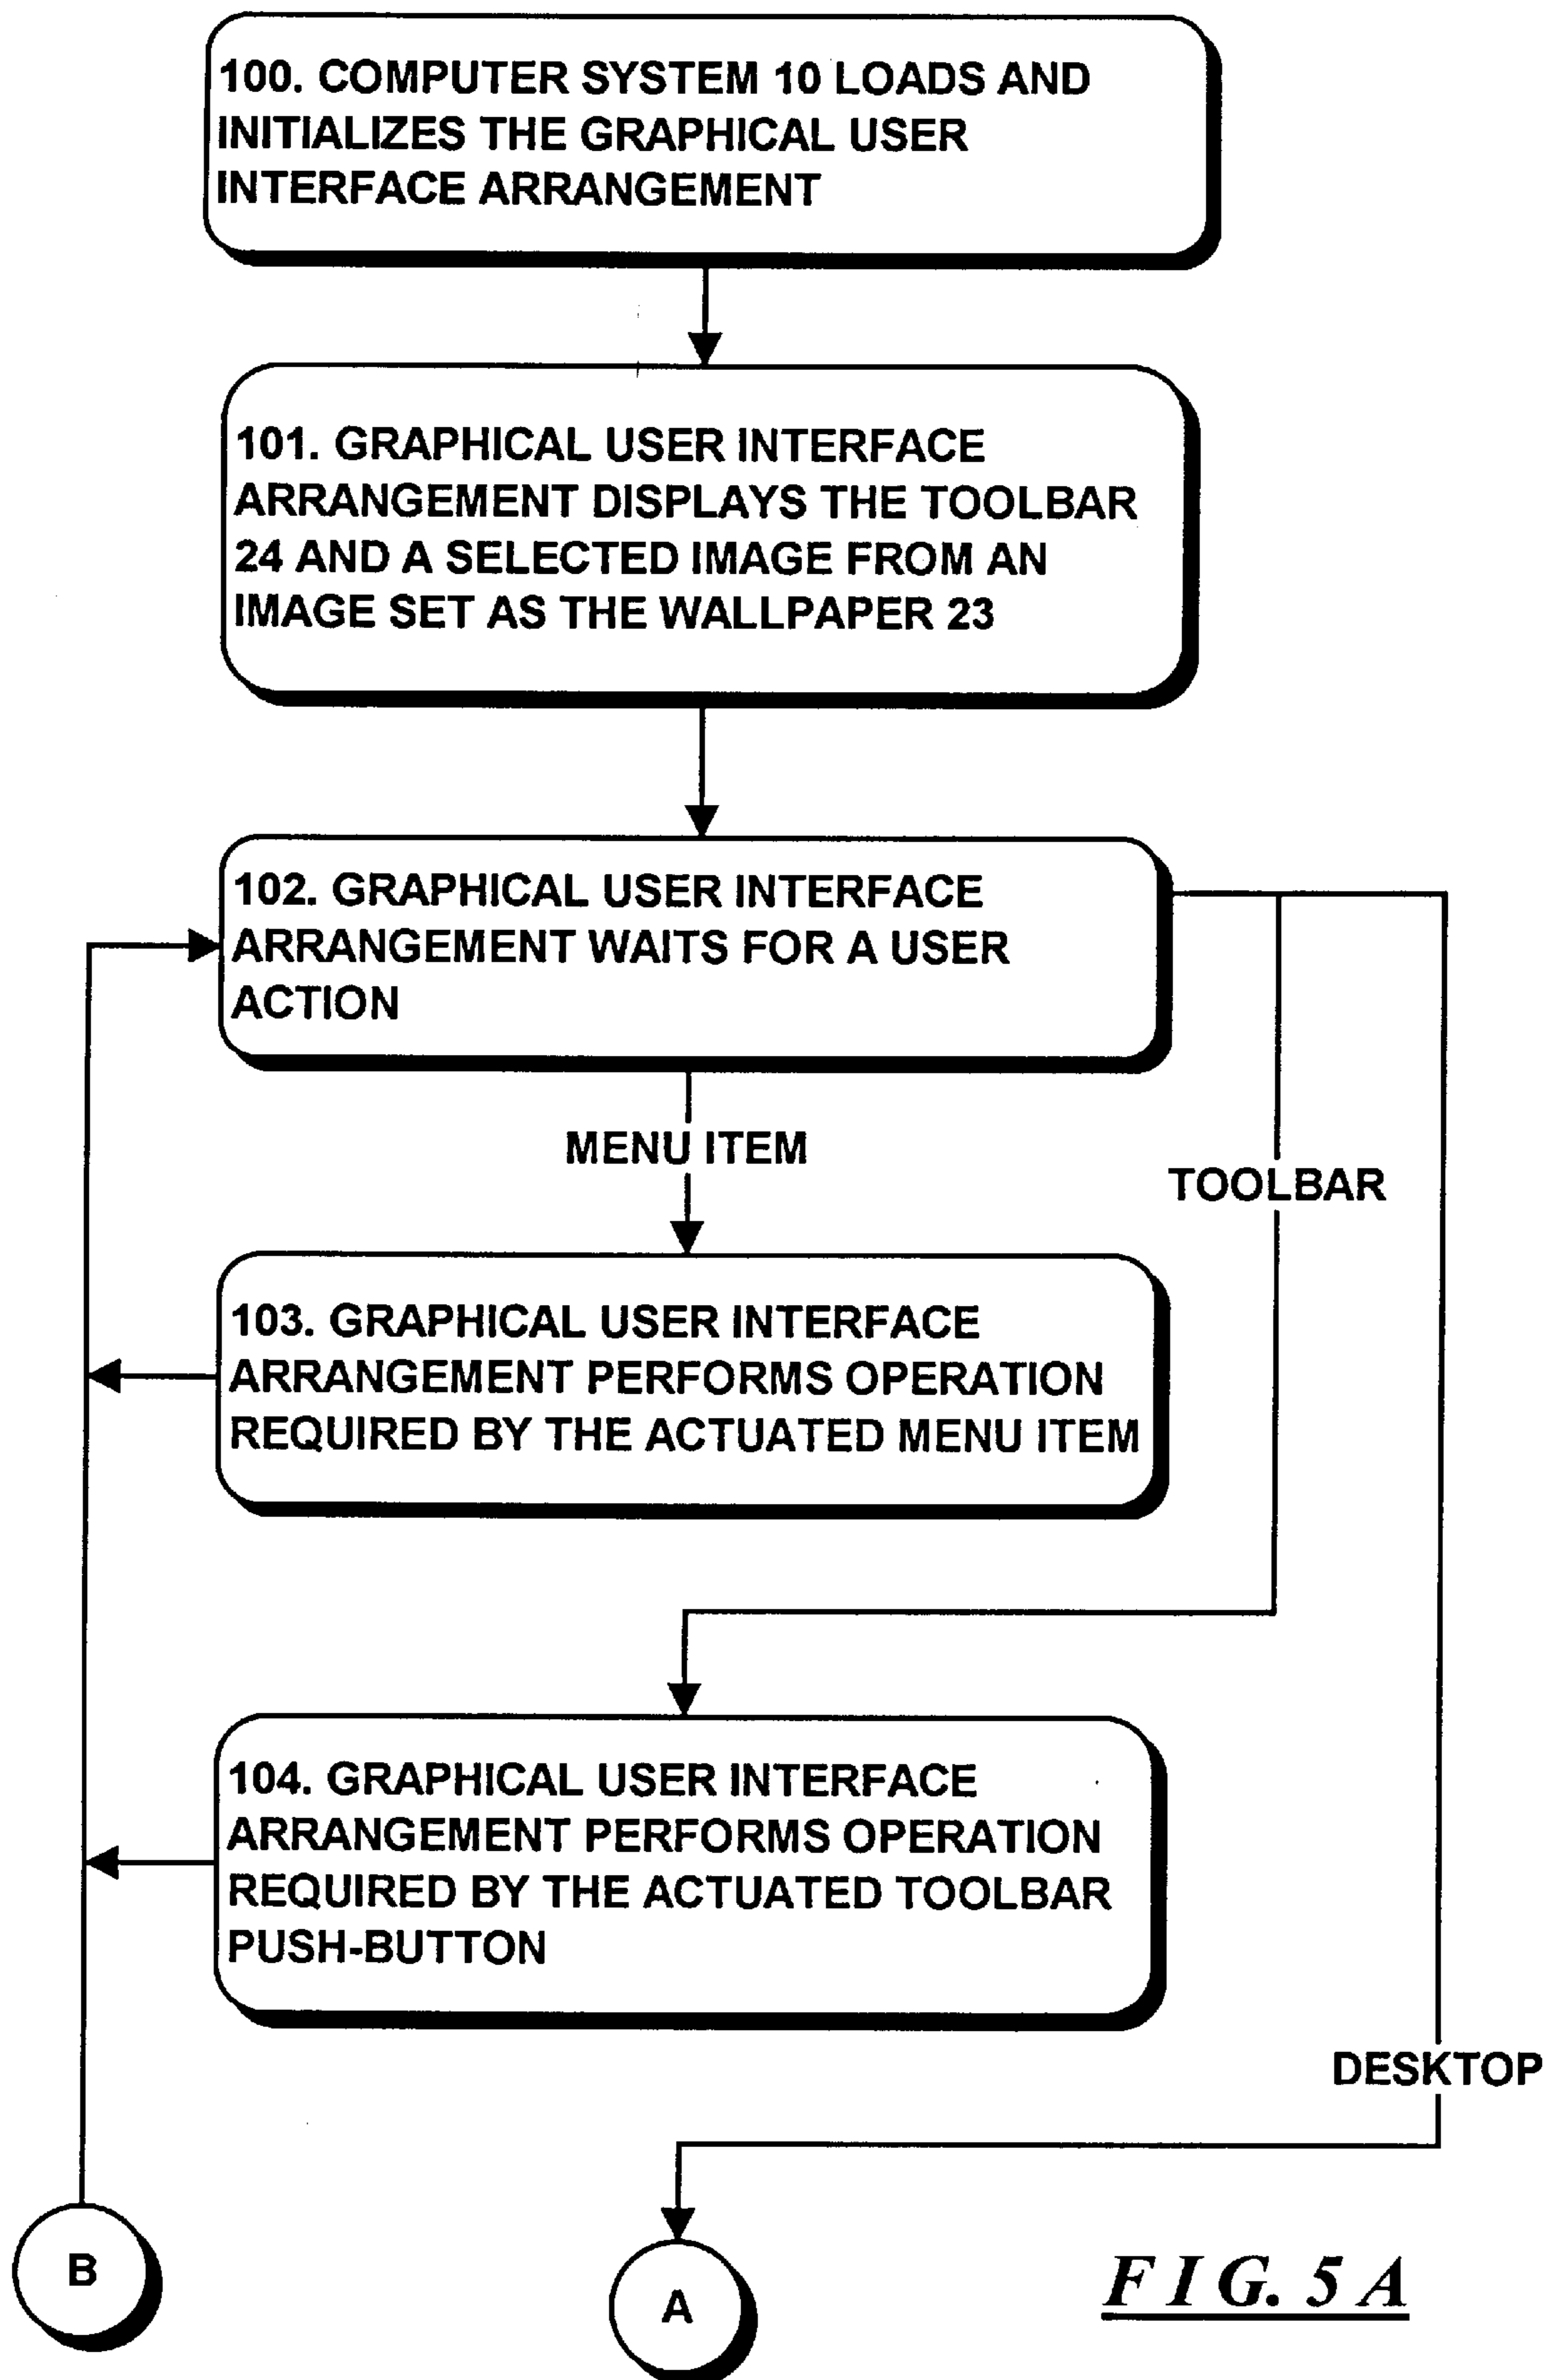 100. COMPUTER SYSTEM 10 LOADS AND
INITIALIZES THE GRAPHICAL USER
INTERFACE ARRANGEMENT
101. GRAPHICAL USER INTERFACE
ARRANGEMENT DISPLAYS THE TOOLBAR
24 AND A SELECTED IMAGE FROM AN
IMAGE SET AS THE WALLPAPER 23
102. GRAPHICAL USER INTERFACE
ARRANGEMENT WAITS FOR A USER
ACTION
MENU ITEM
TOOLBAR
103. GRAPHICAL USER INTERFACE
ARRANGEMENT PERFORMS OPERATION
REQUIRED BY THE ACTUATED MENU ITEM
104. GRAPHICAL USER INTERFACE
ARRANGEMENT PERFORMS OPERATION
REQUIRED BY THE ACTUATED TOOLBAR
PUSH-BUTTON
DESKTOP
B
A
FIG. 5A